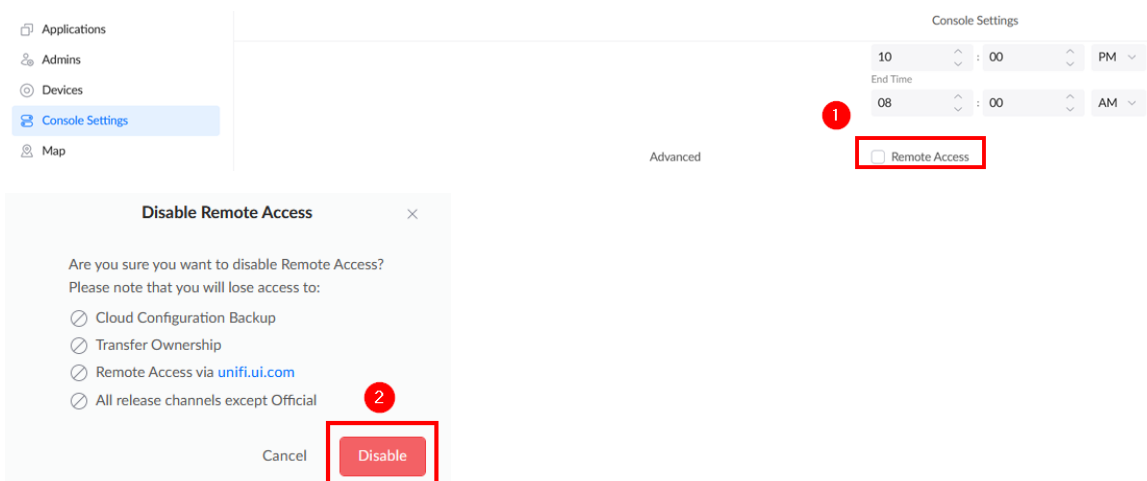 Applications
Admins
Devices
Console Settings
Map
Console Settings
10 : 00 PM
End Time
08 : 00 AM
1
Advanced
Remote Access
Disable Remote Access
Are you sure you want to disable Remote Access?
Please note that you will lose access to:
Cloud Configuration Backup
Transfer Ownership
Remote Access via unifi.ui.com
All release channels except Official
2
Cancel
Disable